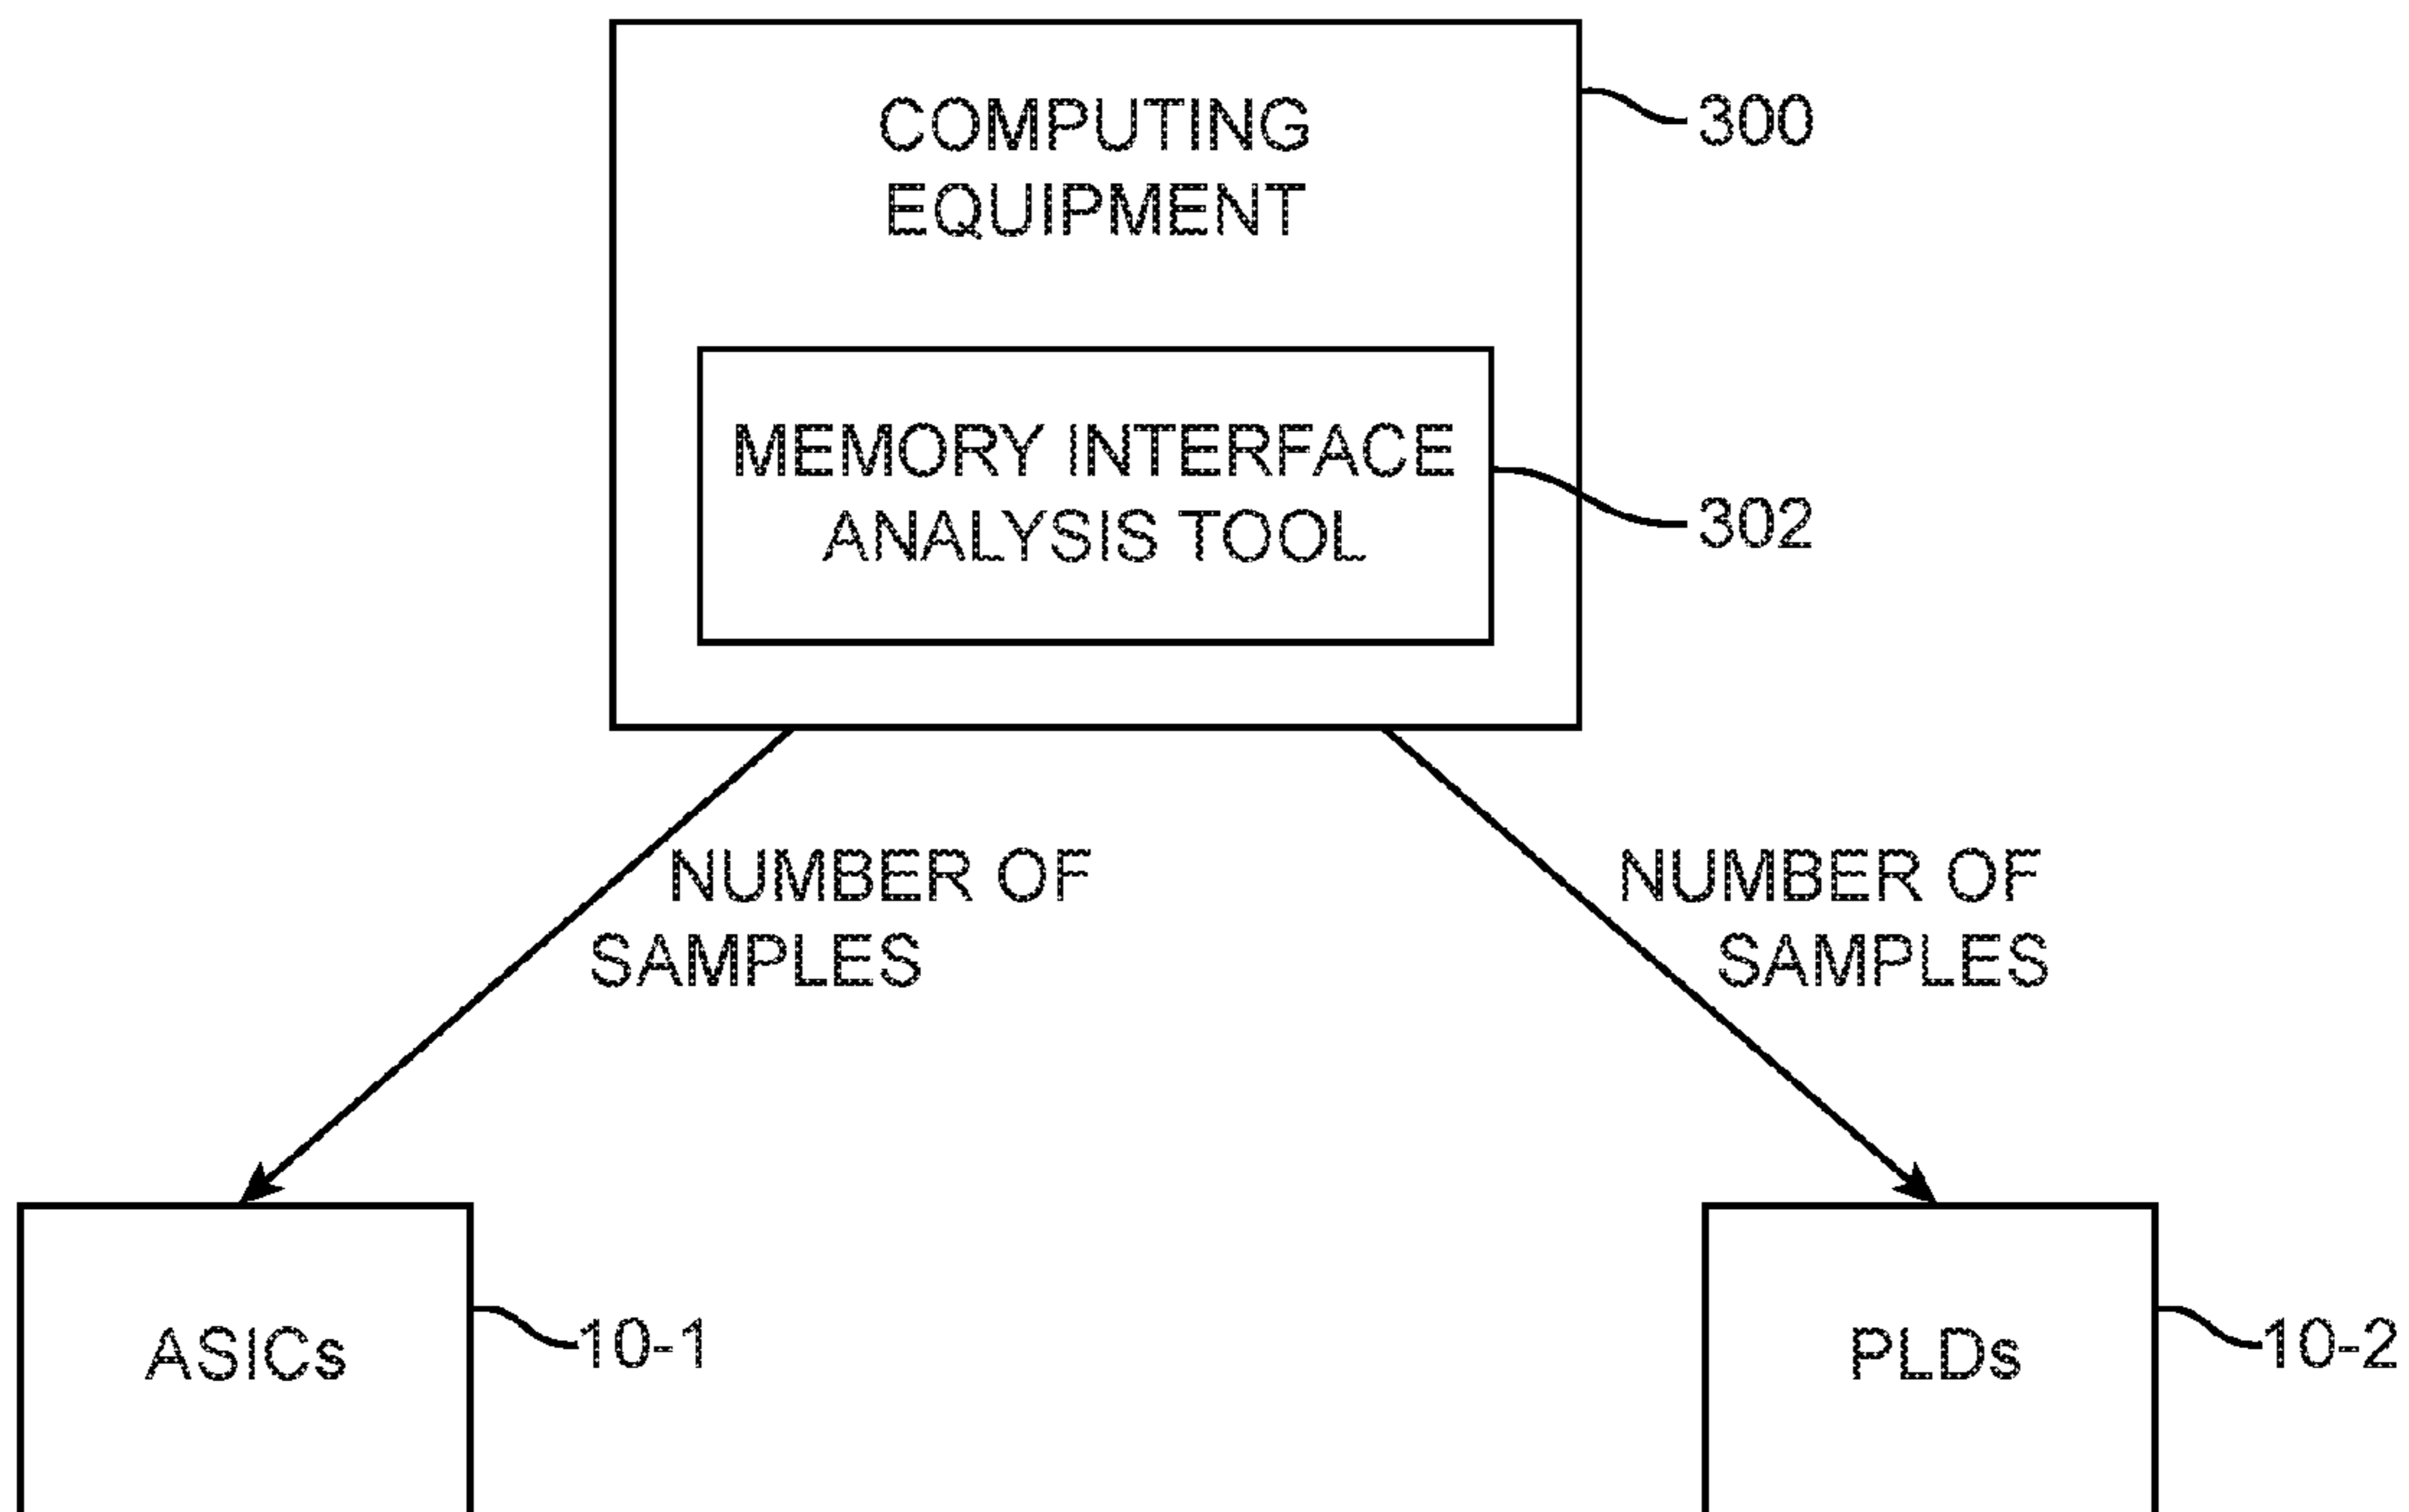 COMPUTING
EQUIPMENT
300
MEMORY INTERFACE
ANALYSIS TOOL
302
NUMBER OF
SAMPLES
NUMBER OF
SAMPLES
ASICs
10-1
PLDs
10-2